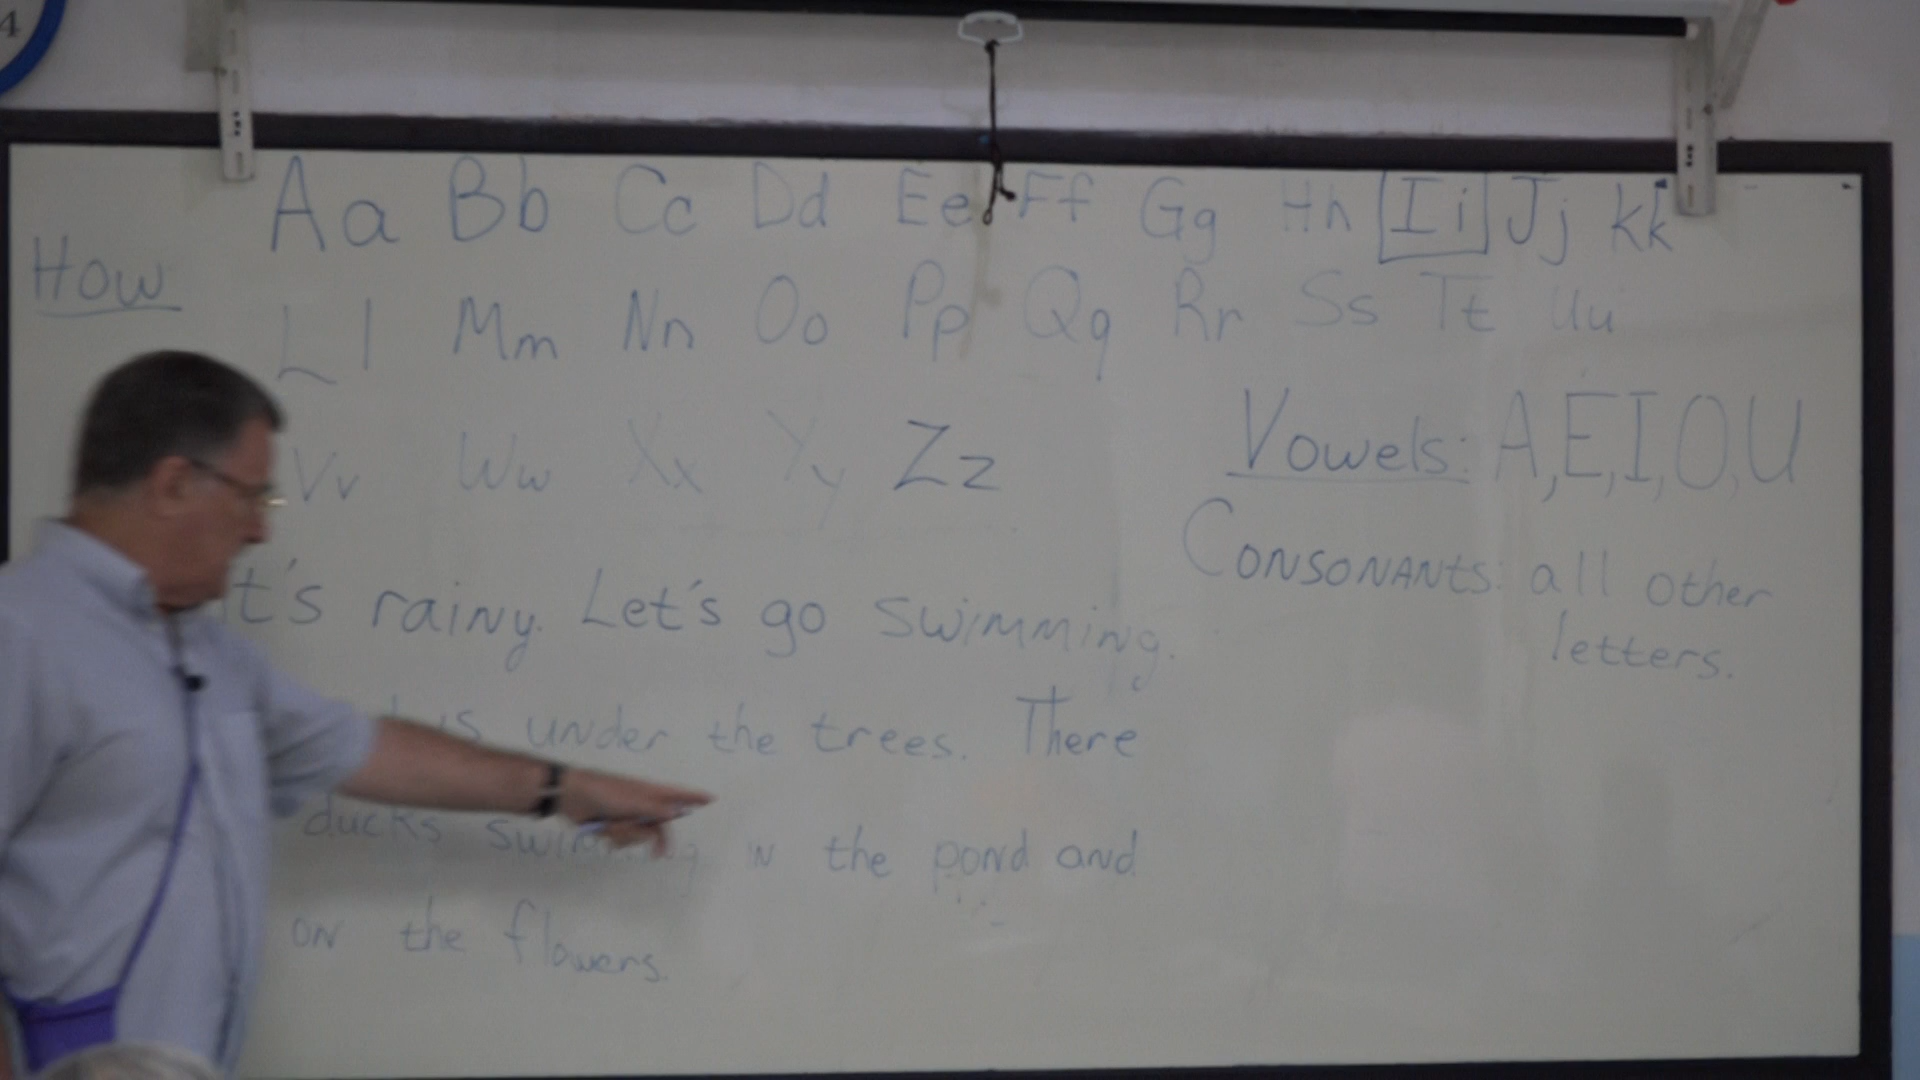 4
Aa Bb Cc Dd Ee Ff Gg Hh Ii Jj Kk
How
Ll Mm Nn Oo Pp Qq Rr Ss Tt Uu
Vv Ww Xx Yy Zz
Vowels: A, E, I, O, U
Consonants: all other
letters.
t's rainy. Let's go swimming.
under the trees. There
ducks swimming in the pond and
on the flowers.